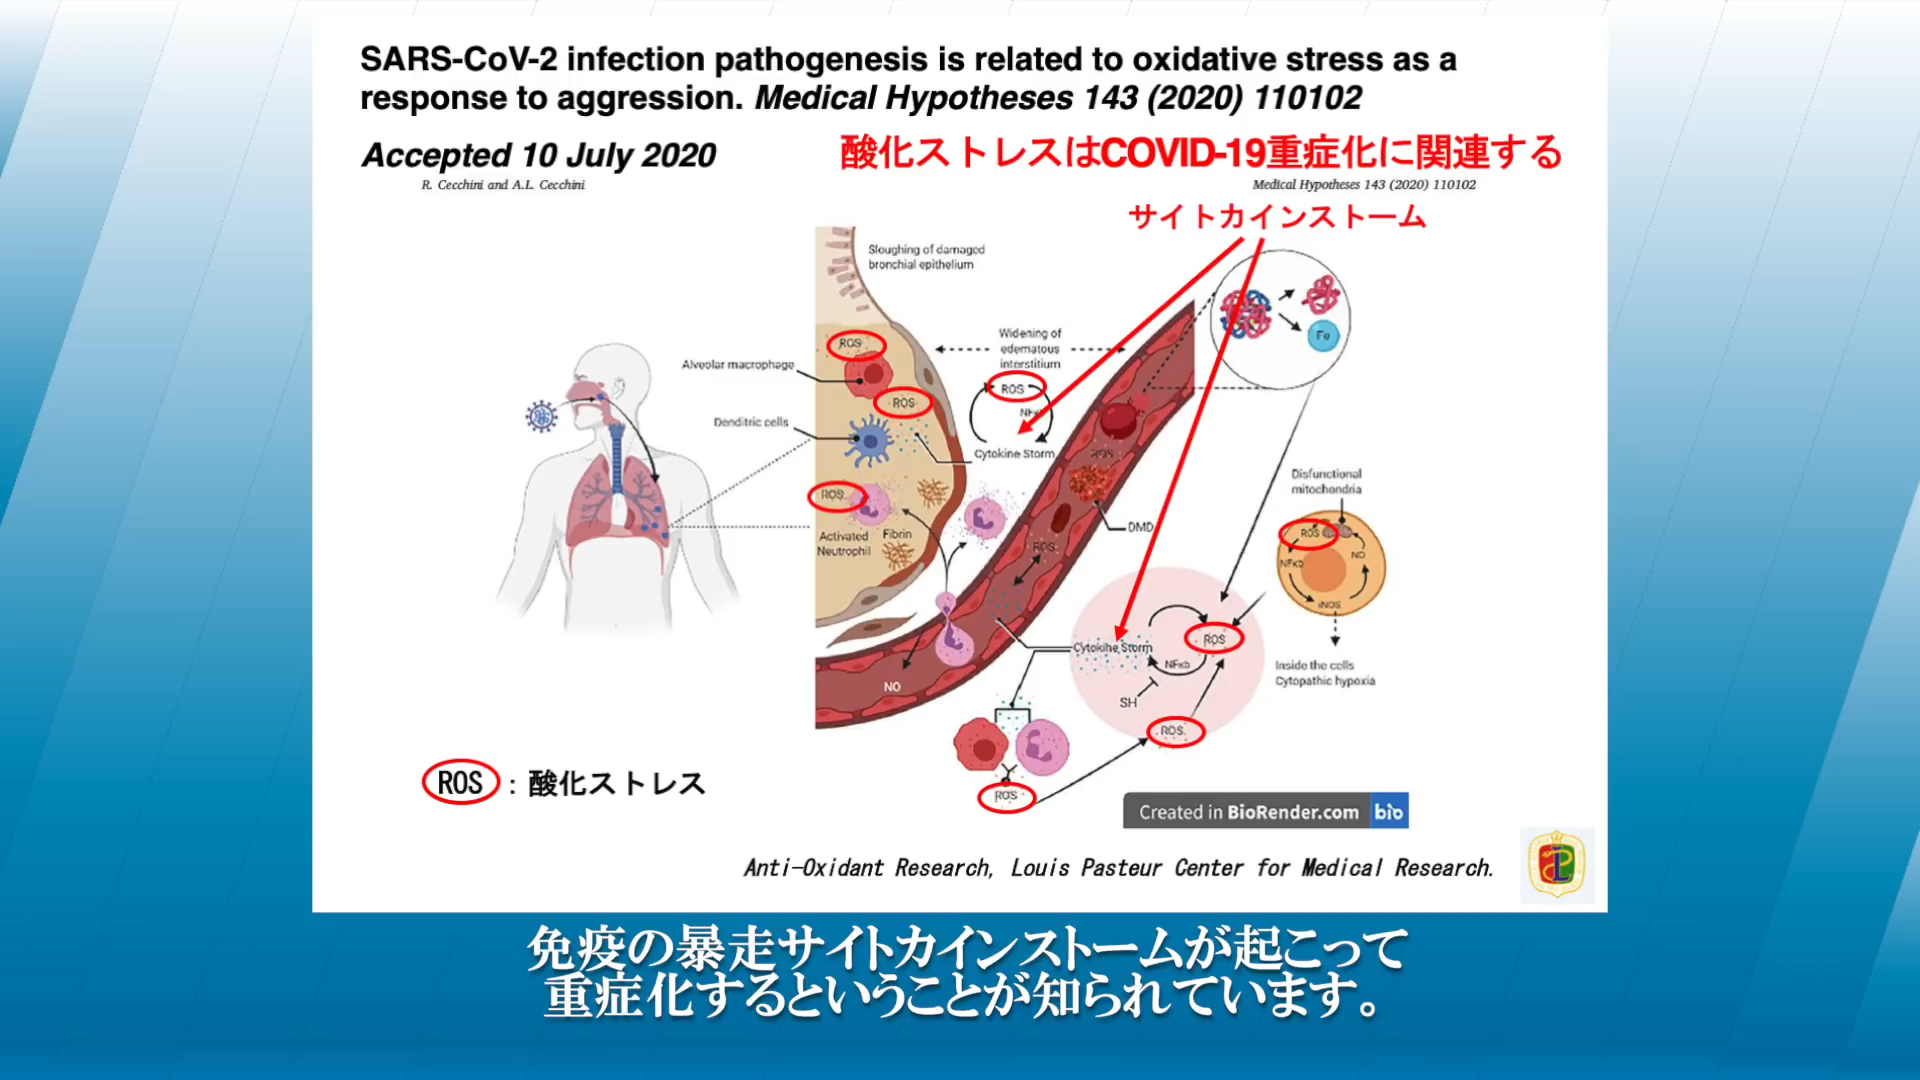 SARS-CoV-2 infection pathogenesis is related to oxidative stress as a
response to aggression. Medical Hypotheses 143 (2020) 110102
Accepted 10 July 2020
酸化ストレスはCOVID-19重症化に関連する
R. Cecchini and A.L. Cecchini
Medical Hypotheses 143 (2020) 110102
サイトカインストーム
Sloughing of damaged
bronchial epithelium
Widening of
edematous
interstitium
ROS
Alveolar macrophage
ROS
ROS
NFκb
Cytokine Storm
Denditric cells
ROS
Activated
Neutrophil
Fibrin
Fe
ROS
DMD
ROS
NO
Disfunctional
mitochondria
ROS
NFκb
NO
iNOS
Inside the cells
Cytopathic hypoxia
Cytokine Storm
ROS
NFκb
SH
ROS
ROS
ROS : 酸化ストレス
Created in BioRender.com bio
Anti-Oxidant Research, Louis Pasteur Center for Medical Research.
L
免疫の暴走サイトカインストームが起こって
重症化するということが知られています。